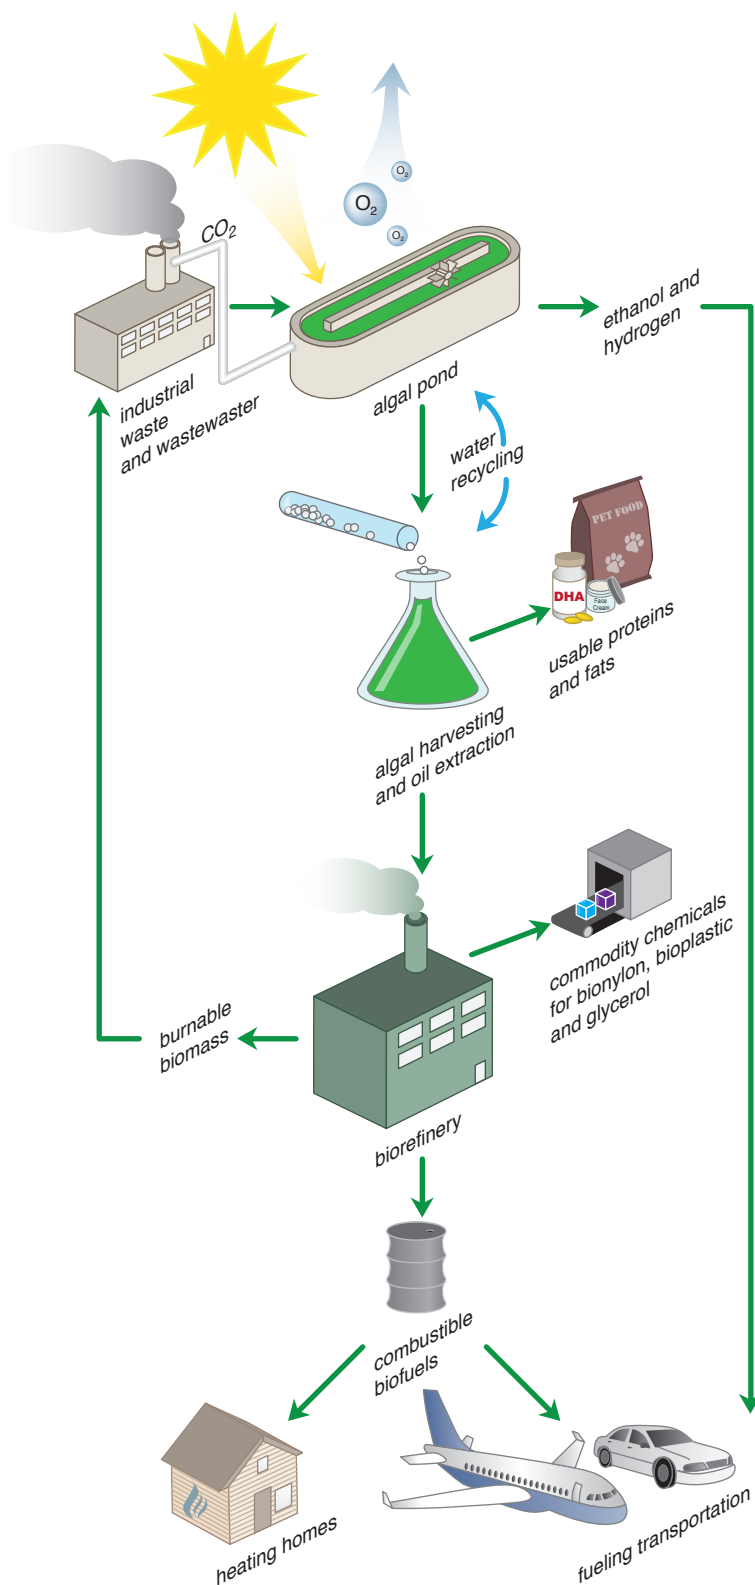 O2
O2
O2
CO2
ethanol and
hydrogen
industrial
waste
and wastewaster
algal pond
water
recycling
PET FOOD
DHA
Face
Cream
usable proteins
and fats
algal harvesting
and oil extraction
commodity chemicals
for bionylon, bioplastic
and glycerol
burnable
biomass
biorefinery
combustible
biofuels
heating homes
fueling transportation